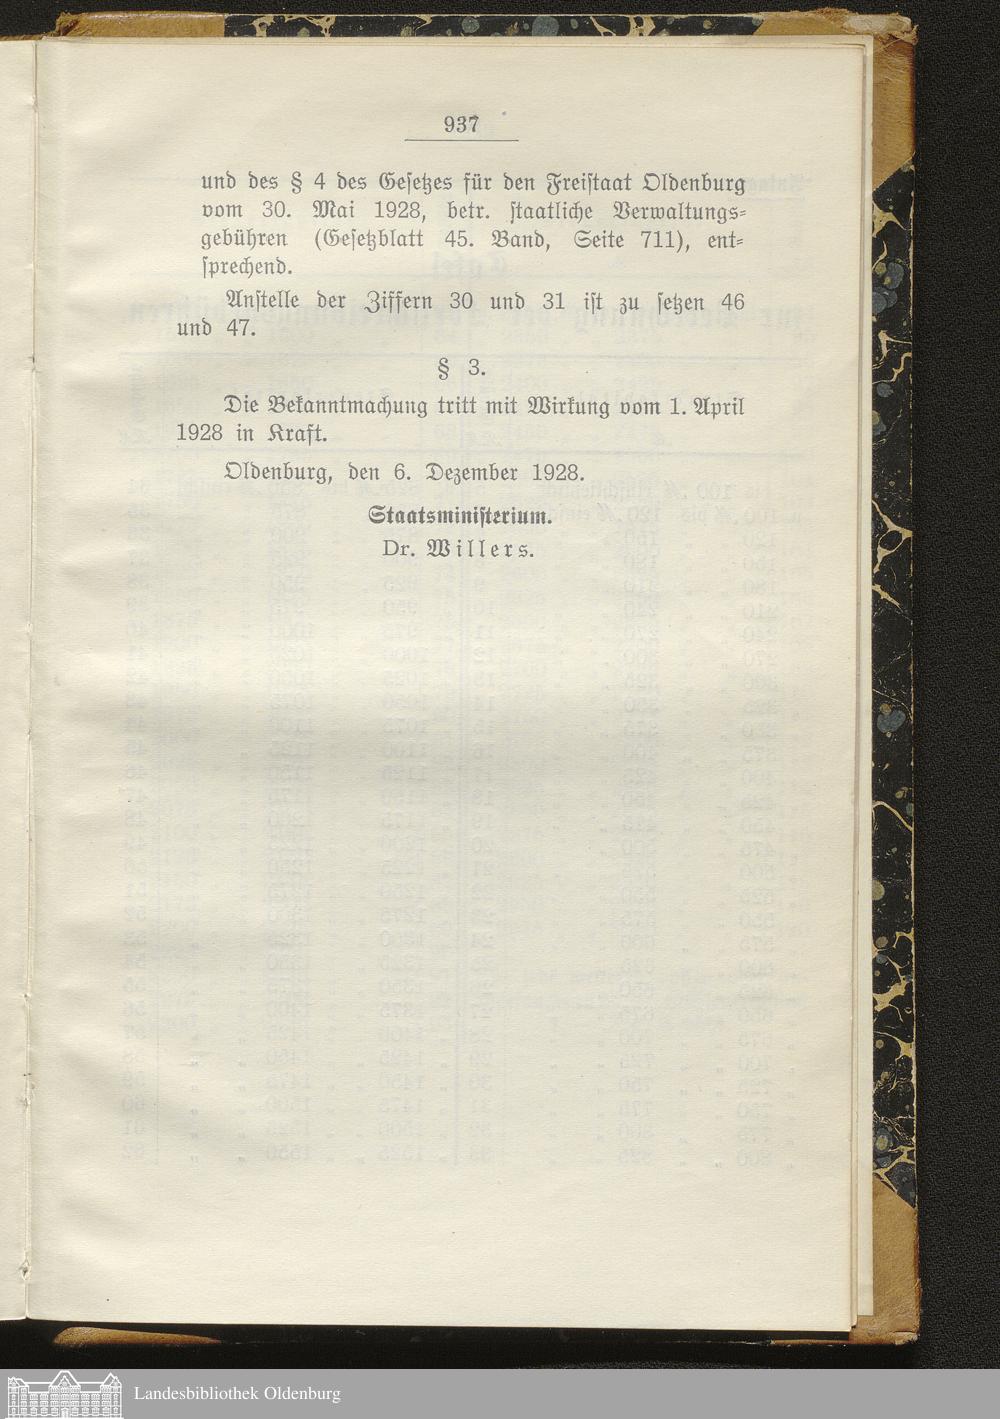 937
und des § 4 des Gesetzes für den Freistaat Oldenburg
vom 30. Mai 1928, betr. staatliche Verwaltungs-
gebühren (Gesetzblatt 45. Band, Seite 711), ent-
sprechend.
Anstelle der Ziffern 30 und 31 ist zu setzen 46
und 47.
§ 3.
Die Bekanntmachung tritt mit Wirkung vom 1. April
1928 in Kraft.
Oldenburg, den 6. Dezember 1928.
Staatsministerium.
Dr. Willers.
Landesbibliothek Oldenburg